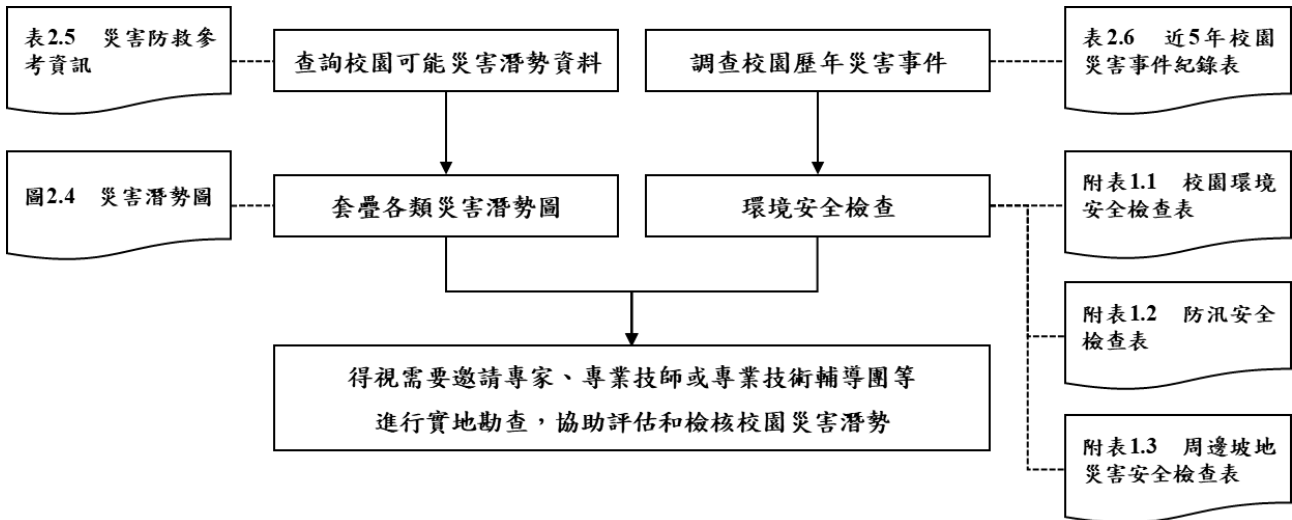 表2.5 災害防救參
考資訊
查詢校園可能災害潛勢資料
調查校園歷年災害事件
表2.6 近5年校園
災害事件紀錄表
圖2.4 災害潛勢圖
套疊各類災害潛勢圖
環境安全檢查
附表1.1 校園環境
安全檢查表
附表1.2 防汛安全
檢查表
得視需要邀請專家、專業技師或專業技術輔導團等
進行實地勘查，協助評估和檢核校園災害潛勢
附表1.3 周邊坡地
災害安全檢查表